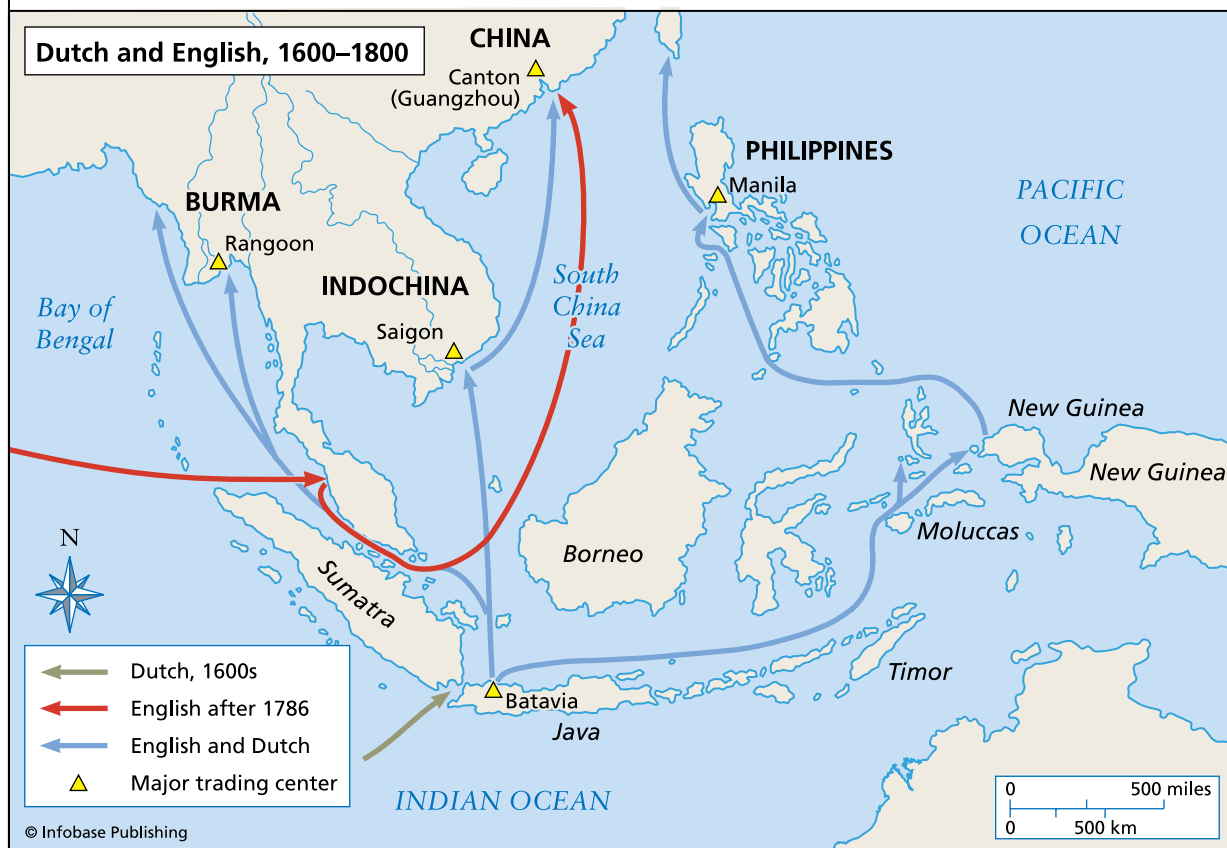 Dutch and English, 1600–1800
CHINA
Canton
(Guangzhou)
PHILIPPINES
Manila
PACIFIC
OCEAN
BURMA
Rangoon
INDOCHINA
Saigon
South
China
Sea
Bay of
Bengal
New Guinea
New Guinea
Moluccas
Borneo
Sumatra
N
Timor
Batavia
Java
INDIAN OCEAN
Dutch, 1600s
English after 1786
English and Dutch
Major trading center
0 500 miles
0 500 km
© Infobase Publishing